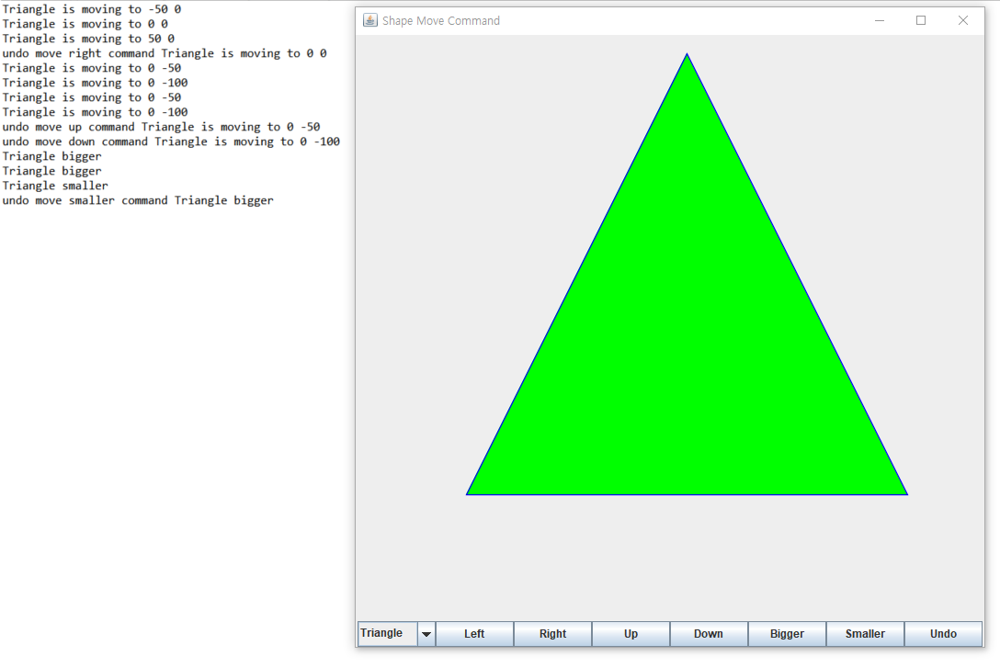 Triangle is moving to -50 0
Triangle is moving to 0 0
Triangle is moving to 50 0
undo move right command Triangle is moving to 0 0
Triangle is moving to 0 -50
Triangle is moving to 0 -100
Triangle is moving to 0 -50
Triangle is moving to 0 -100
undo move up command Triangle is moving to 0 -50
undo move down command Triangle is moving to 0 -100
Triangle bigger
Triangle bigger
Triangle smaller
undo move smaller command Triangle bigger
Shape Move Command
Triangle Left Right Up Down Bigger Smaller Undo